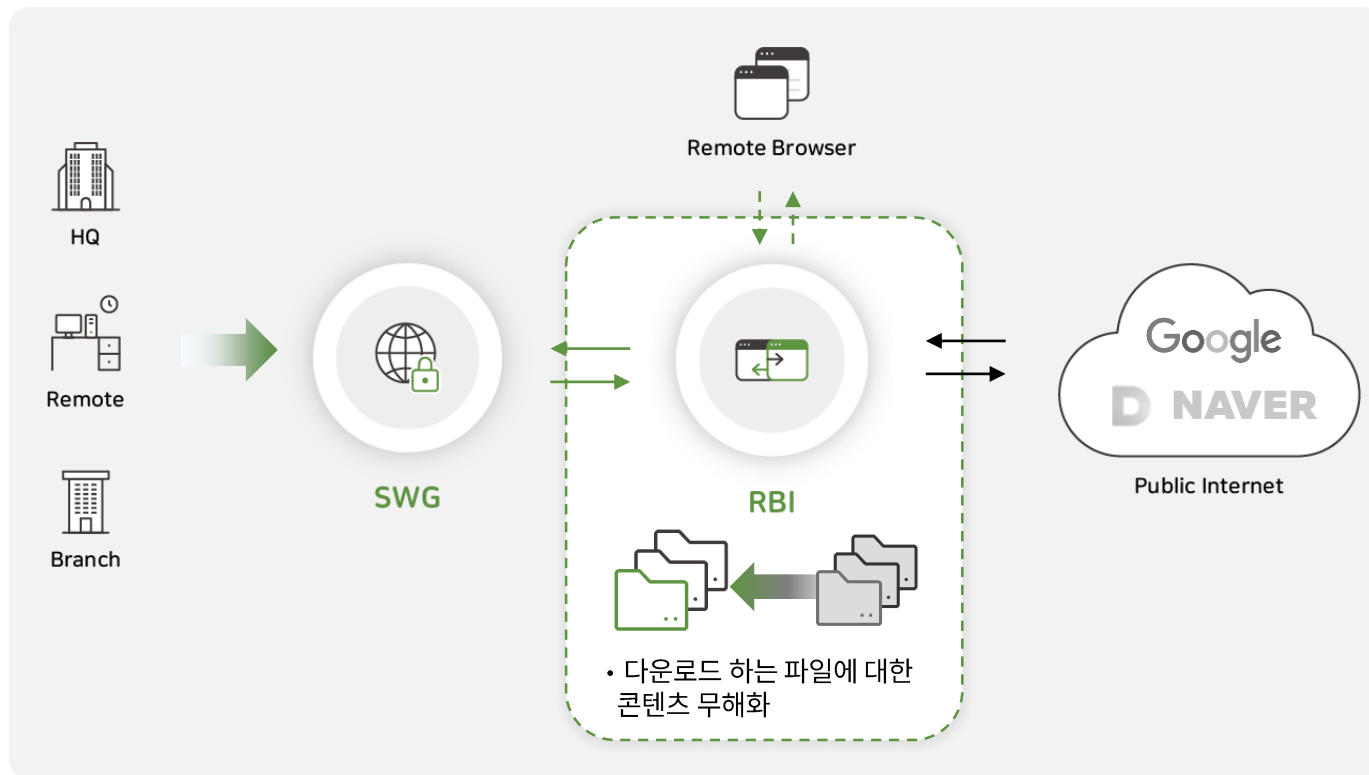 Remote Browser
HQ
Remote
Branch
SWG
RBI
• 다운로드 하는 파일에 대한
콘텐츠 무해화
Google
D NAVER
Public Internet